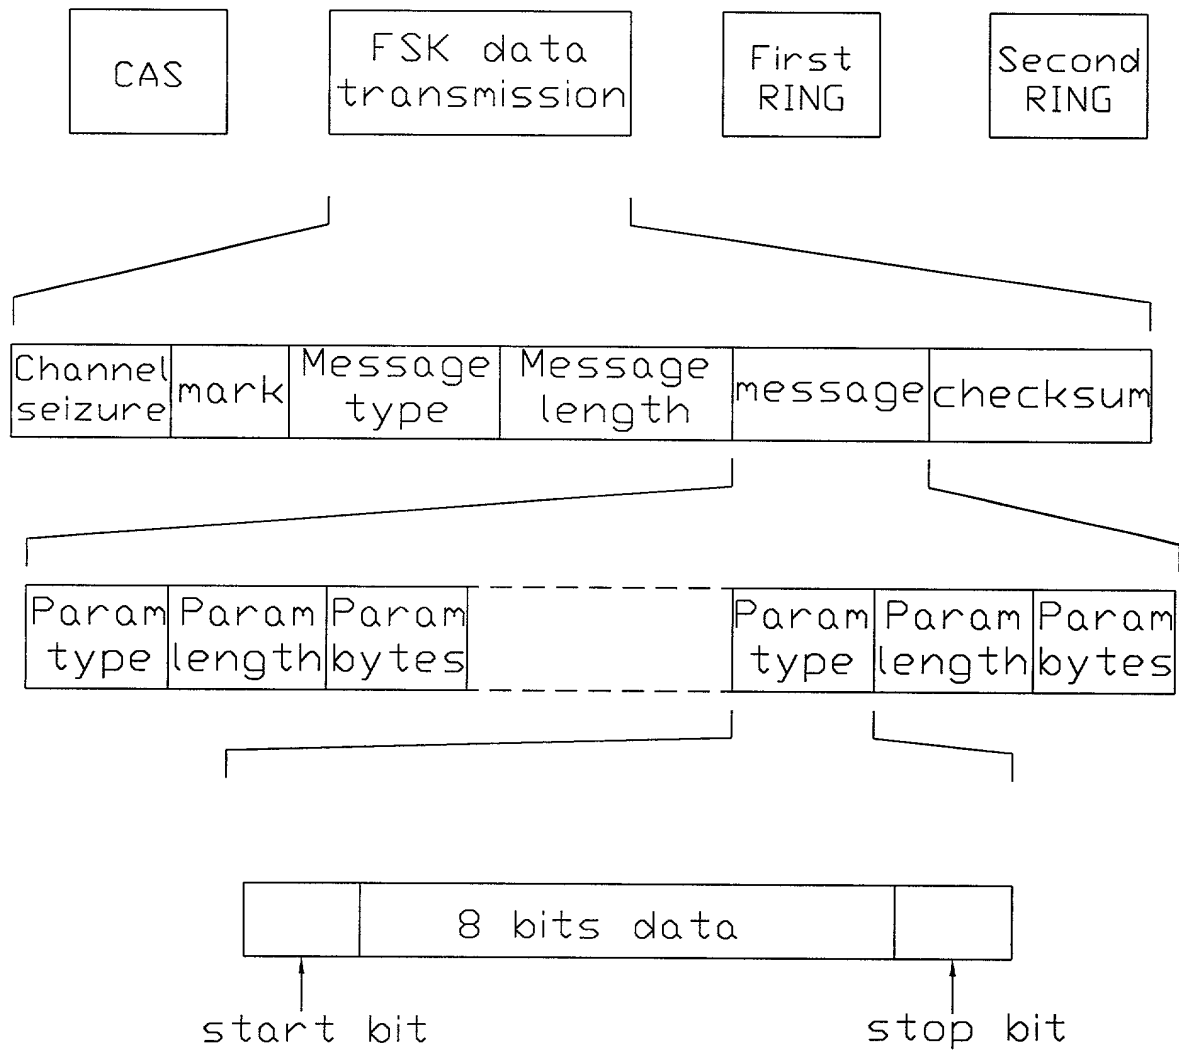 CAS
FSK data
transmission
First
RING
Second
RING
Channel
seizure
mark
Message
type
Message
length
message
checksum
Param
type
Param
length
Param
bytes
Param
type
Param
length
Param
bytes
8 bits data
start bit
stop bit